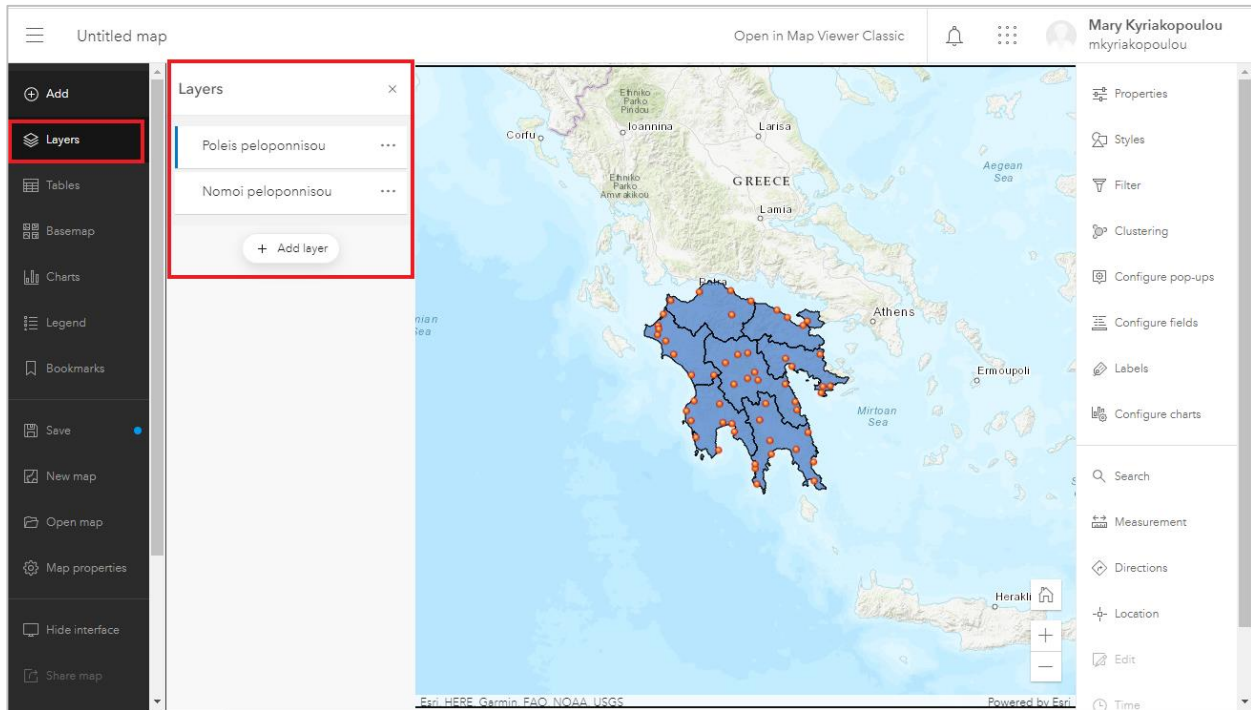 Untitled map
Open in Map Viewer Classic
Mary Kyriakopoulou
mkyriakopoulou
Add
Layers
Tables
Basemap
Charts
Legend
Bookmarks
Save
New map
Open map
Map properties
Hide interface
Share map
Layers
Poleis peloponnisou
Nomoi peloponnisou
+ Add layer
Ethniko
Parko
Pindou
Ioannina
Larisa
Corfu
Ethniko
Parko
Amvrakikou
GREECE
Aegean
Sea
Lamia
Patra
Athens
nian
Sea
Ermoupoli
Mirtoan
Sea
Herakli
Esri, HERE, Garmin, FAO, NOAA, USGS
Powered by Esri
Properties
Styles
Filter
Clustering
Configure pop-ups
Configure fields
Labels
Configure charts
Search
Measurement
Directions
Location
Edit
Time